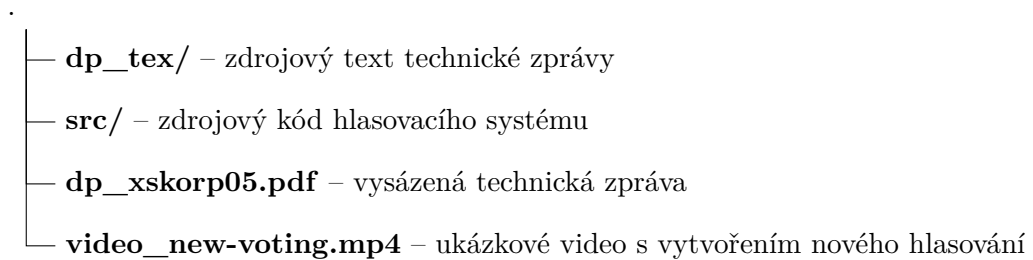 .
dp_tex/ – zdrojový text technické zprávy
src/ – zdrojový kód hlasovacího systému
dp_xskorp05.pdf – vysázená technická zpráva
video_new-voting.mp4 – ukázkové video s vytvořením nového hlasování